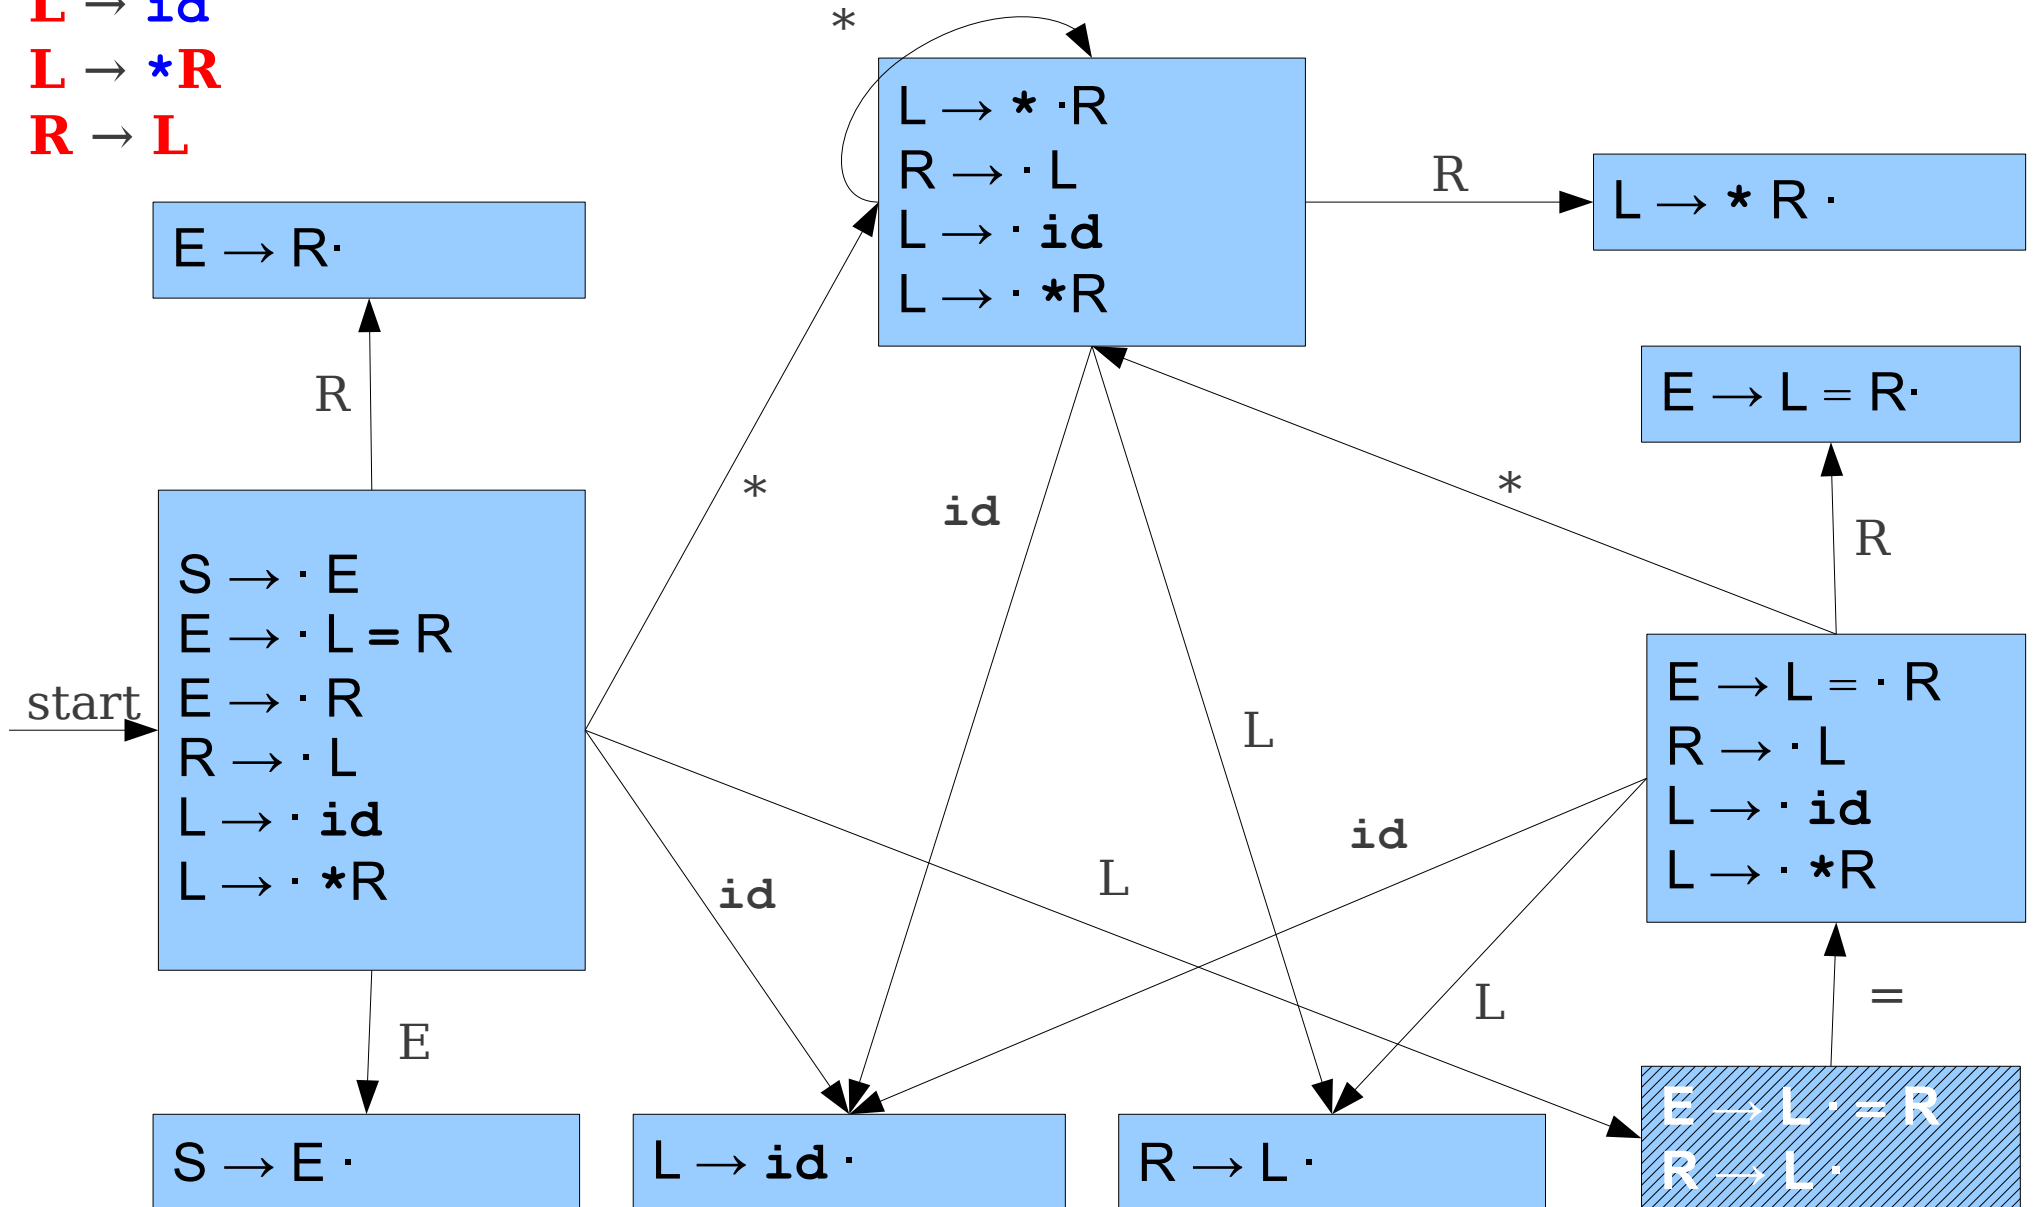 L → id
L → *R
R → L
*
L → * ·R
R → · L
L → · id
L → · *R
R
L → * R ·
E → R·
R
E → L = R·
R
*
*
id
S → · E
E → · L = R
E → · R
R → · L
L → · id
L → · *R
start
E → L = · R
R → · L
L → · id
L → · *R
L
id
L
id
L
=
E
E → L · = R
R → L ·
S → E ·
L → id ·
R → L ·